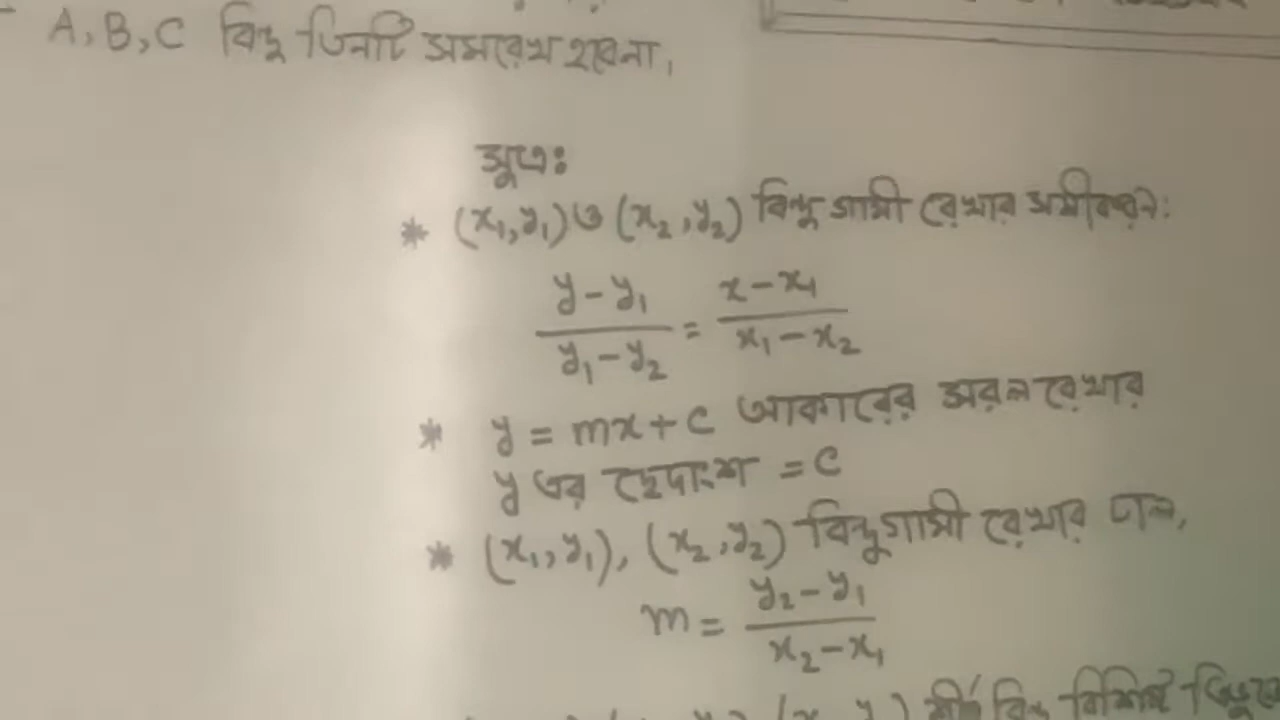 A, B, C বিন্দু তিনটি সমরেখ হবেনা,
সূত্রঃ
* (x₁,y₁) ও (x₂,y₂) বিন্দুগামী রেখার সমীকরণ:
y-y₁/y₁-y₂ = x-x₁/x₁-x₂
* y = mx + c আকারের সরলরেখার
y এর ছেদাংশ = c
* (x₁,y₁), (x₂,y₂) বিন্দুগামী রেখার ঢাল,
m = y₂-y₁/x₂-x₁
শীর্ষ বিন্দু বিশিষ্ট